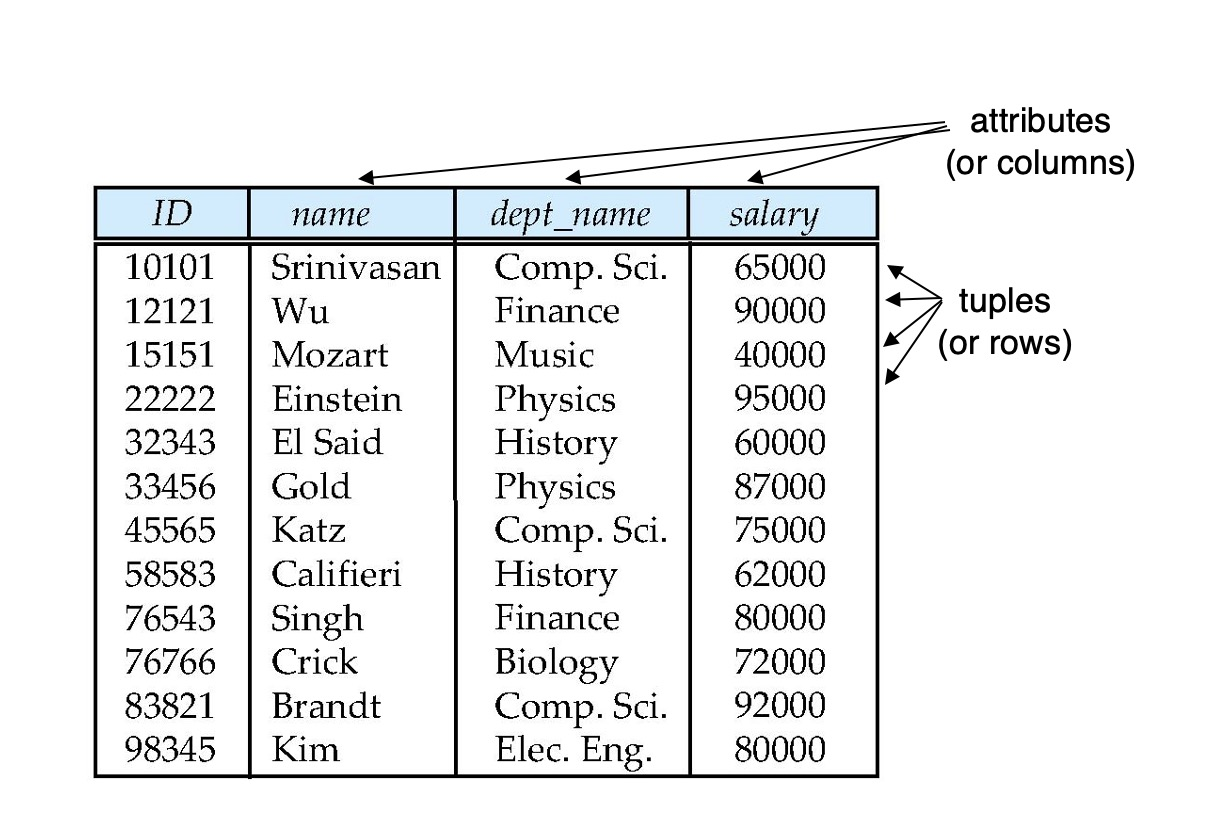 attributes
(or columns)
ID name dept_name salary
10101 Srinivasan Comp. Sci. 65000
12121 Wu Finance 90000
15151 Mozart Music 40000
22222 Einstein Physics 95000
32343 El Said History 60000
33456 Gold Physics 87000
45565 Katz Comp. Sci. 75000
58583 Califieri History 62000
76543 Singh Finance 80000
76766 Crick Biology 72000
83821 Brandt Comp. Sci. 92000
98345 Kim Elec. Eng. 80000
tuples
(or rows)